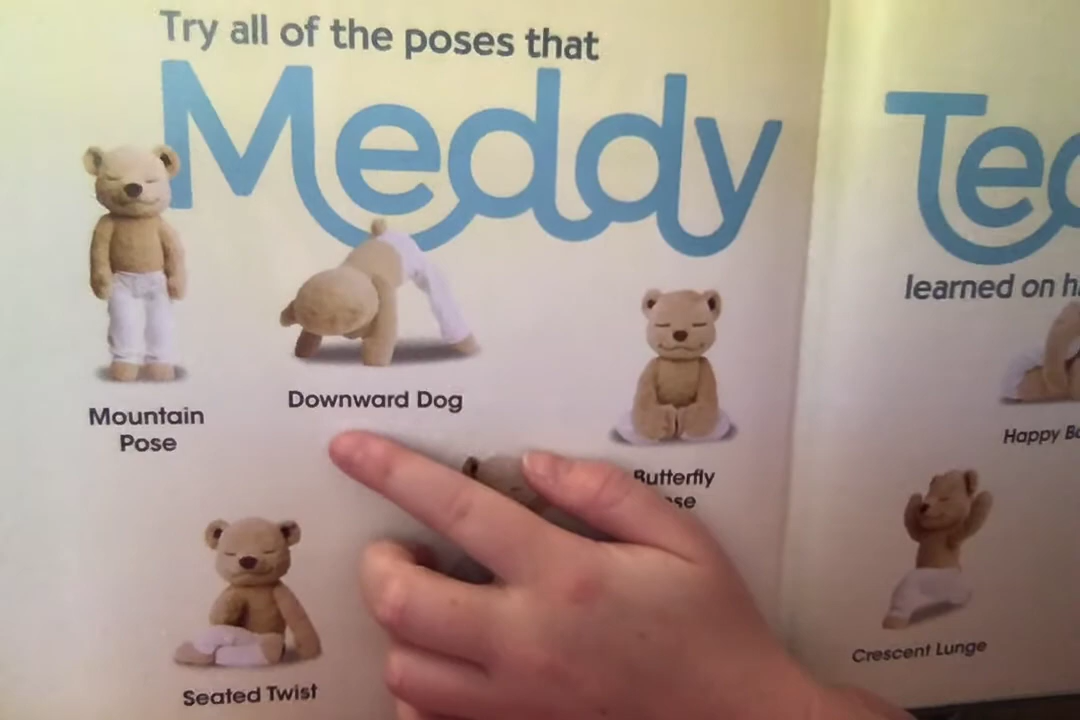 Try all of the poses that
Meddy
learned on
Mountain
Pose
Downward Dog
Butterfly
Happy
Seated Twist
Crescent Lunge